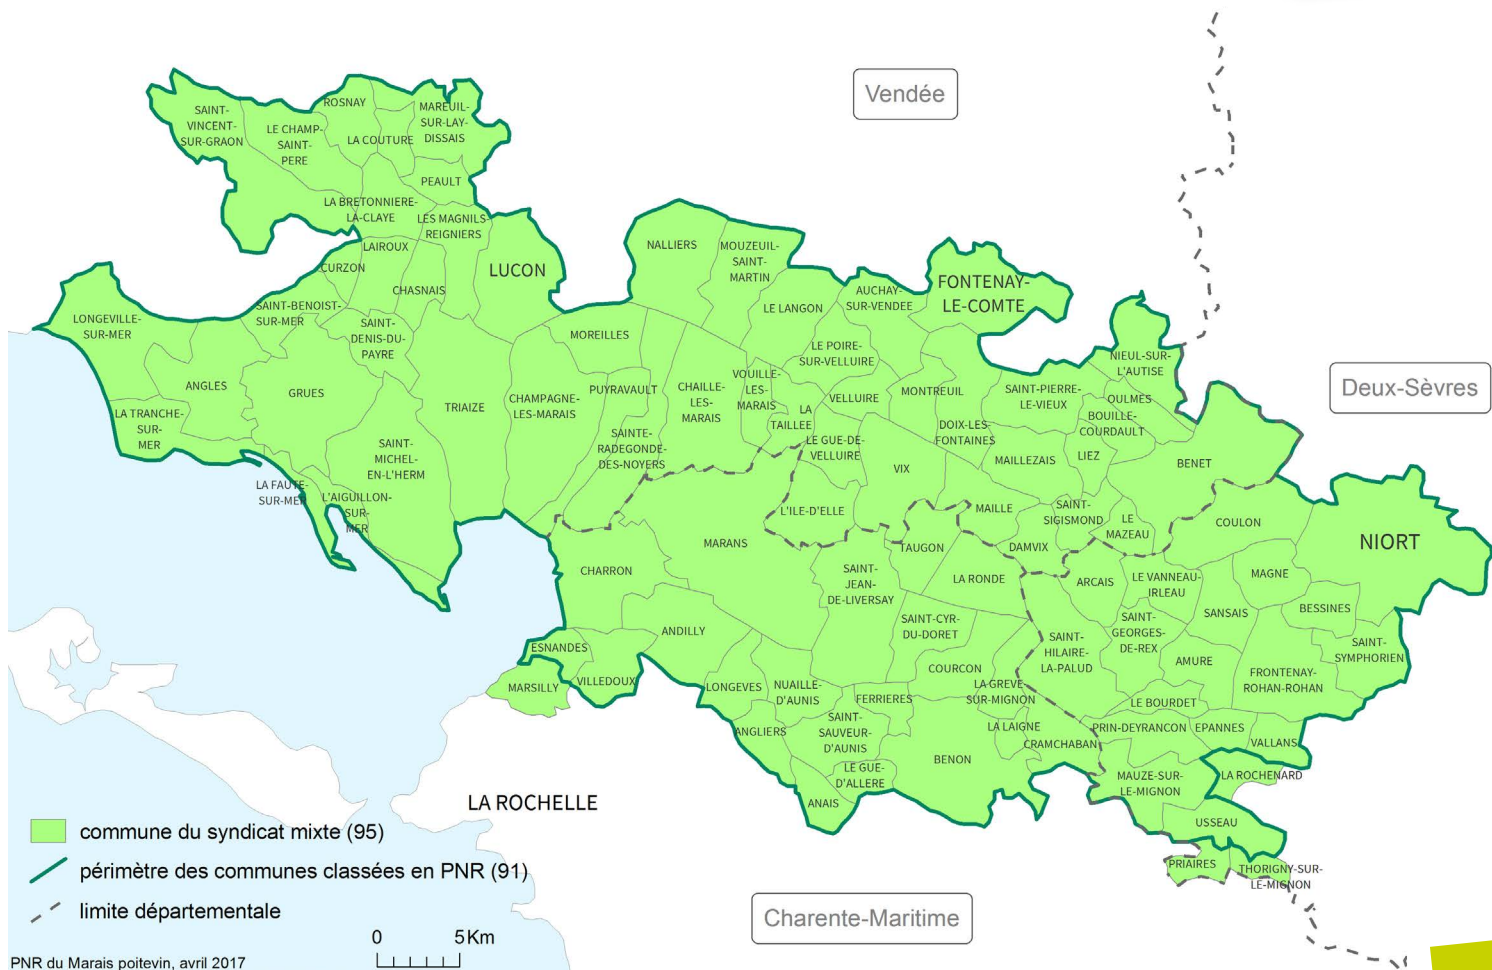 Vendée
Deux-Sèvres
Charente-Maritime
SAINT-
VINCENT-
SUR-GRAON
LE CHAMP-
SAINT-
PERE
ROSNAY
LA COUTURE
MAREUIL-
SUR-LAY-
DISSAIS
PEAULT
LA BRETONNIERE-
LA-CLAYE
LES MAGNILS-
REIGNIERS
LAIROUX
CURZON
CHASNAIS
LUCON
LONGEVILLE-
SUR-MER
SAINT-BENOIST-
SUR-MER
SAINT-
DENIS-DU-
PAYRE
ANGLES
GRUES
LA TRANCHE-
SUR-
MER
SAINT-
MICHEL-
EN-L'HERM
TRIAIZE
LA FAUTE-
SUR-MER
L'AIGUILLON-
SUR-
MER
NALLIERS
MOUZEUIL-
SAINT-
MARTIN
LE LANGON
AUCHAY-
SUR-VENDEE
FONTENAY-
LE-COMTE
MOREILLES
LE POIRE-
SUR-VELLUIRE
NIEUL-SUR-
L'AUTISE
CHAMPAGNE-
LES-MARAIS
PUYRAVAULT
CHAILLE-
LES-
MARAIS
VOUILLE-
LES-
MARAIS
LA
TAILLEE
VELLUIRE
MONTREUIL
SAINT-PIERRE-
LE-VIEUX
OULMES
BOUILLE-
COURDAULT
SAINTE-
RADEGONDE-
DES-NOYERS
LE GUE-DE-
VELLUIRE
DOIX-LES-
FONTAINES
VIX
MAILLEZAIS
LIEZ
BENET
L'ILE-D'ELLE
MAILLE
SAINT-
SIGISMOND
LE
MAZEAU
COULON
NIORT
MARANS
TAUGON
DAMVIX
CHARRON
SAINT-
JEAN-
DE-LIVERSAY
LA RONDE
ARCAIS
LE VANNEAU-
IRLEAU
MAGNE
SANSAIS
BESSINES
ANDILLY
SAINT-CYR-
DU-DORET
SAINT-
HILAIRE-
LA-PALUD
SAINT-
GEORGES-
DE-REX
SAINT-
SYMPHORIEN
ESNANDES
MARSILLY
VILLEDOUX
LONGEVES
NUAILLE-
D'AUNIS
FERRIERES
COURCON
LA GREVE-
SUR-MIGNON
AMURE
FRONTENAY-
ROHAN-ROHAN
LE BOURDET
ANGLIERS
SAINT-
SAUVEUR-
D'AUNIS
LA LAIGNE
CRAMCHABAN
PRIN-DEYRANCON
EPANNES
VALLANS
LE GUE-
D'ALLERE
BENON
ANAIS
MAUZE-SUR-
LE-MIGNON
LA ROCHENARD
USSEAU
PRIAIRES
THORIGNY-SUR-
LE-MIGNON
LA ROCHELLE
commune du syndicat mixte (95)
périmètre des communes classées en PNR (91)
limite départementale
0 5 Km
PNR du Marais poitevin, avril 2017